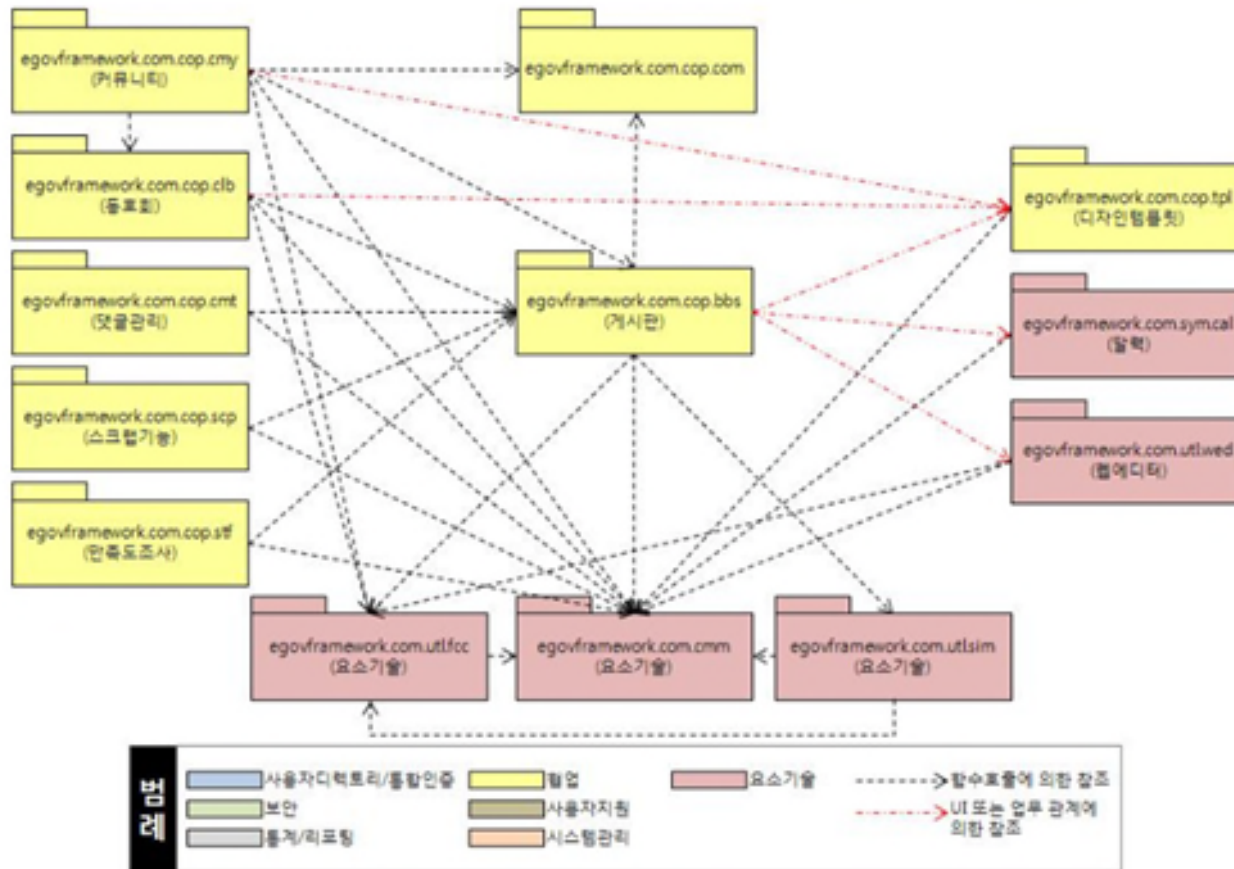 egovframework.com.cop.cmy
(커뮤니티)
egovframework.com.cop.com
egovframework.com.cop.clb
(동호회)
egovframework.com.cop.tpl
(디자인템플릿)
egovframework.com.cop.cmt
(댓글관리)
egovframework.com.cop.bbs
(게시판)
egovframework.com.sym.cal
(달력)
egovframework.com.cop.scp
(스크랩기능)
egovframework.com.utl.wed
(웹에디터)
egovframework.com.cop.stf
(만족도조사)
egovframework.com.utl.fcc
(요소기술)
egovframework.com.cmm
(요소기술)
egovframework.com.utl.sim
(요소기술)
범례
사용자디렉토리/통합인증
협업
요소기술
함수호출에 의한 참조
보안
사용자지원
UI 또는 업무 관계에
의한 참조
통계/리포팅
시스템관리